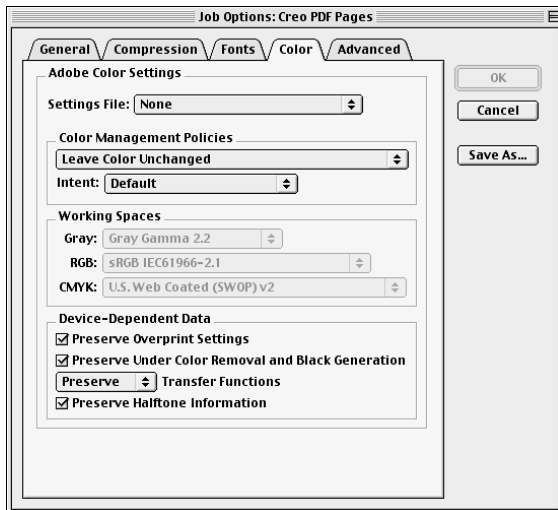 Job Options: Creo PDF Pages
General Compression Fonts Color Advanced
Adobe Color Settings
Settings File: None
Color Management Policies
Leave Color Unchanged
Intent: Default
Working Spaces
Gray: Gray Gamma 2.2
RGB: sRGB IEC61966-2.1
CMYK: U.S. Web Coated (SWOP) v2
Device-Dependent Data
Preserve Overprint Settings
Preserve Under Color Removal and Black Generation
Preserve Transfer Functions
Preserve Halftone Information
OK
Cancel
Save As...